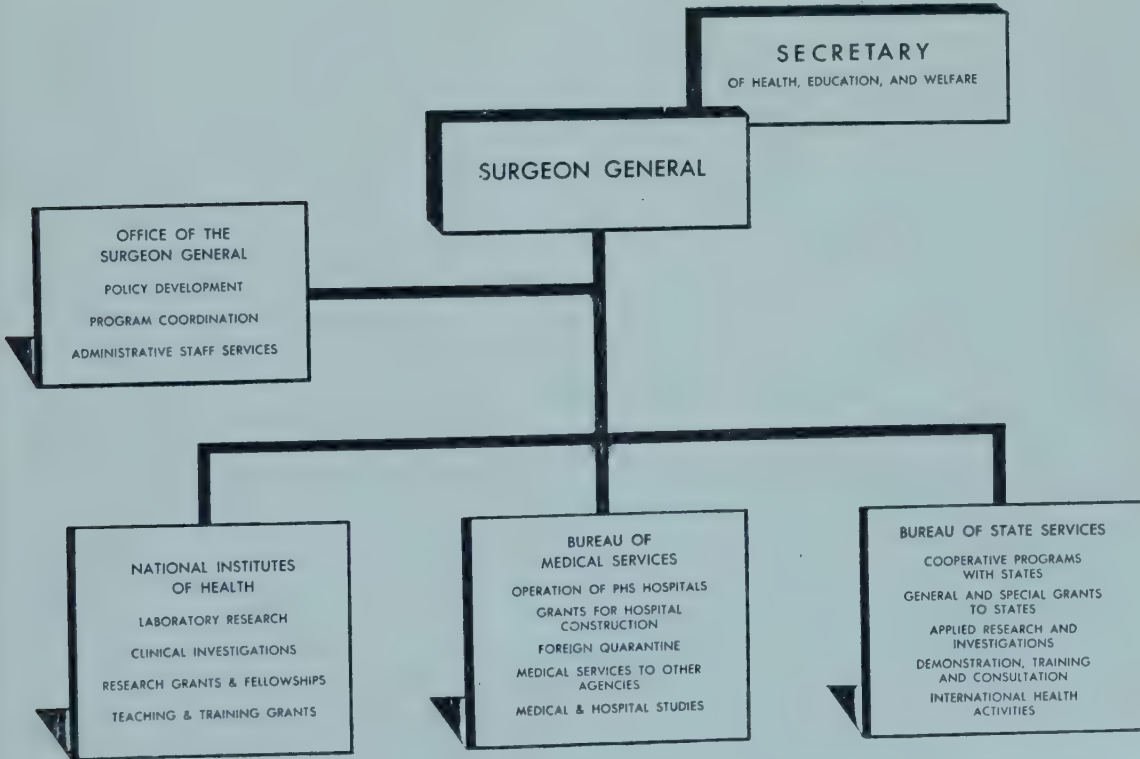 SECRETARY
OF HEALTH, EDUCATION, AND WELFARE
SURGEON GENERAL
OFFICE OF THE
SURGEON GENERAL
POLICY DEVELOPMENT
PROGRAM COORDINATION
ADMINISTRATIVE STAFF SERVICES
NATIONAL INSTITUTES
OF HEALTH
LABORATORY RESEARCH
CLINICAL INVESTIGATIONS
RESEARCH GRANTS & FELLOWSHIPS
TEACHING & TRAINING GRANTS
BUREAU OF
MEDICAL SERVICES
OPERATION OF PHS HOSPITALS
GRANTS FOR HOSPITAL
CONSTRUCTION
FOREIGN QUARANTINE
MEDICAL SERVICES TO OTHER
AGENCIES
MEDICAL & HOSPITAL STUDIES
BUREAU OF STATE SERVICES
COOPERATIVE PROGRAMS
WITH STATES
GENERAL AND SPECIAL GRANTS
TO STATES
APPLIED RESEARCH AND
INVESTIGATIONS
DEMONSTRATION, TRAINING
AND CONSULTATION
INTERNATIONAL HEALTH
ACTIVITIES